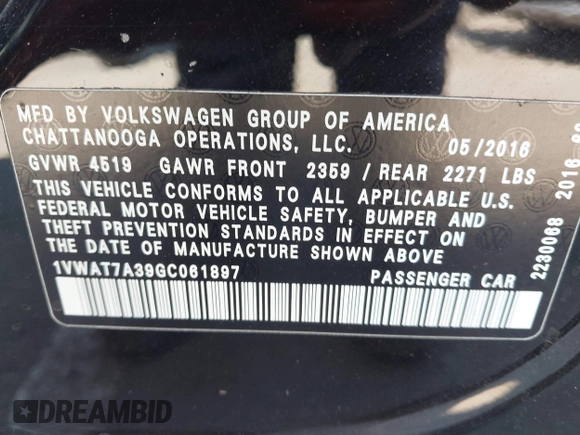 MFD BY VOLKSWAGEN GROUP OF AMERICA
CHATTANOOGA OPERATIONS, LLC. 05/2016
GVWR 4519 GAWR FRONT 2359 / REAR 2271 LBS
THIS VEHICLE CONFORMS TO ALL APPLICABLE U.S.
FEDERAL MOTOR VEHICLE SAFETY, BUMPER AND
THEFT PREVENTION STANDARDS IN EFFECT ON
THE DATE OF MANUFACTURE SHOWN ABOVE
1VWAT7A39GC061897 PASSENGER CAR
2230068 2016
DREAMBID